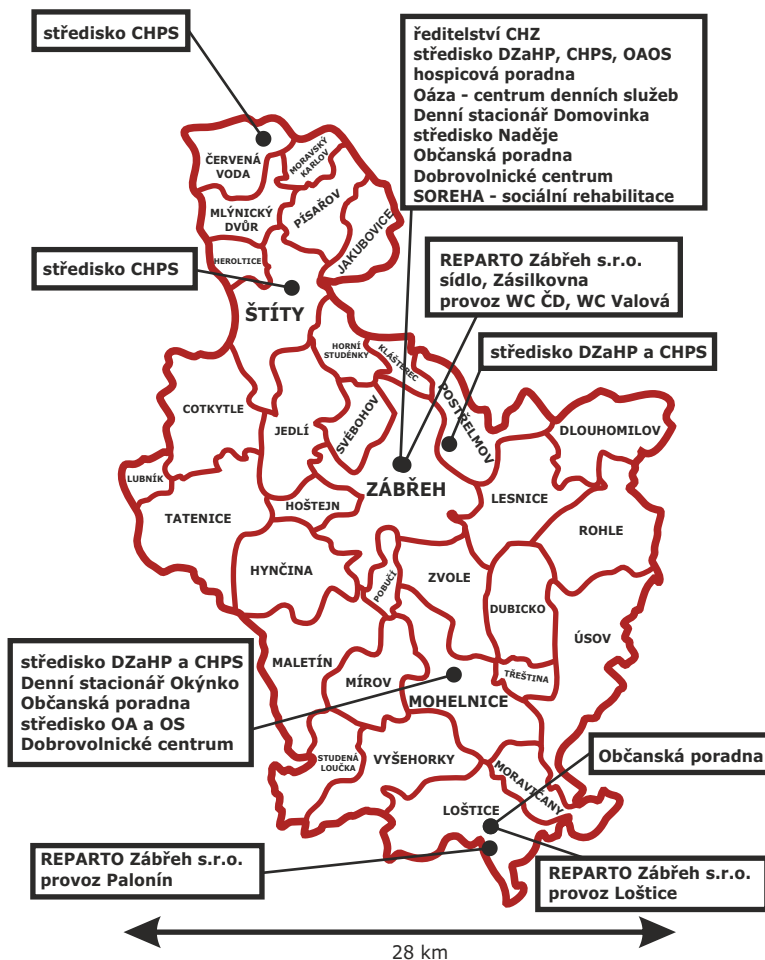 středisko CHPS
ředitelství CHZ
středisko DZaHP, CHPS, OAOS
hospicová poradna
Oáza - centrum denních služeb
Denní stacionář Domovinka
středisko Naděje
Občanská poradna
Dobrovolnické centrum
SOREHA - sociální rehabilitace
ČERVENÁ
VODA
MORAVSKÝ
KARLOV
MLÝNICKÝ
DVŮR
PÍSAŘOV
JAKUBOVICE
HEROLTICE
středisko CHPS
REPARTO Zábřeh s.r.o.
sídlo, Zásilkovna
provoz WC ČD, WC Valová
ŠTÍTY
HORNÍ
STUDÉNKY
KLÁŠTEREC
středisko DZaHP a CHPS
POSTŘELMOV
COTKYTLE
JEDLÍ
SVÉBOHOV
DLOUHOMILOV
LUBNÍK
ZÁBŘEH
LESNICE
TATENICE
HOŠTEJN
ROHLE
HYNČINA
POBUČÍ
ZVOLE
DUBICKO
ÚSOV
středisko DZaHP a CHPS
Denní stacionář Okýnko
Občanská poradna
středisko OA a OS
Dobrovolnické centrum
MALETÍN
MÍROV
TŘEŠTINA
MOHELNICE
STUDENÁ
LOUČKA
VYŠEHORKY
MORAVIČANY
Občanská poradna
LOŠTICE
REPARTO Zábřeh s.r.o.
provoz Palonín
REPARTO Zábřeh s.r.o.
provoz Loštice
28 km